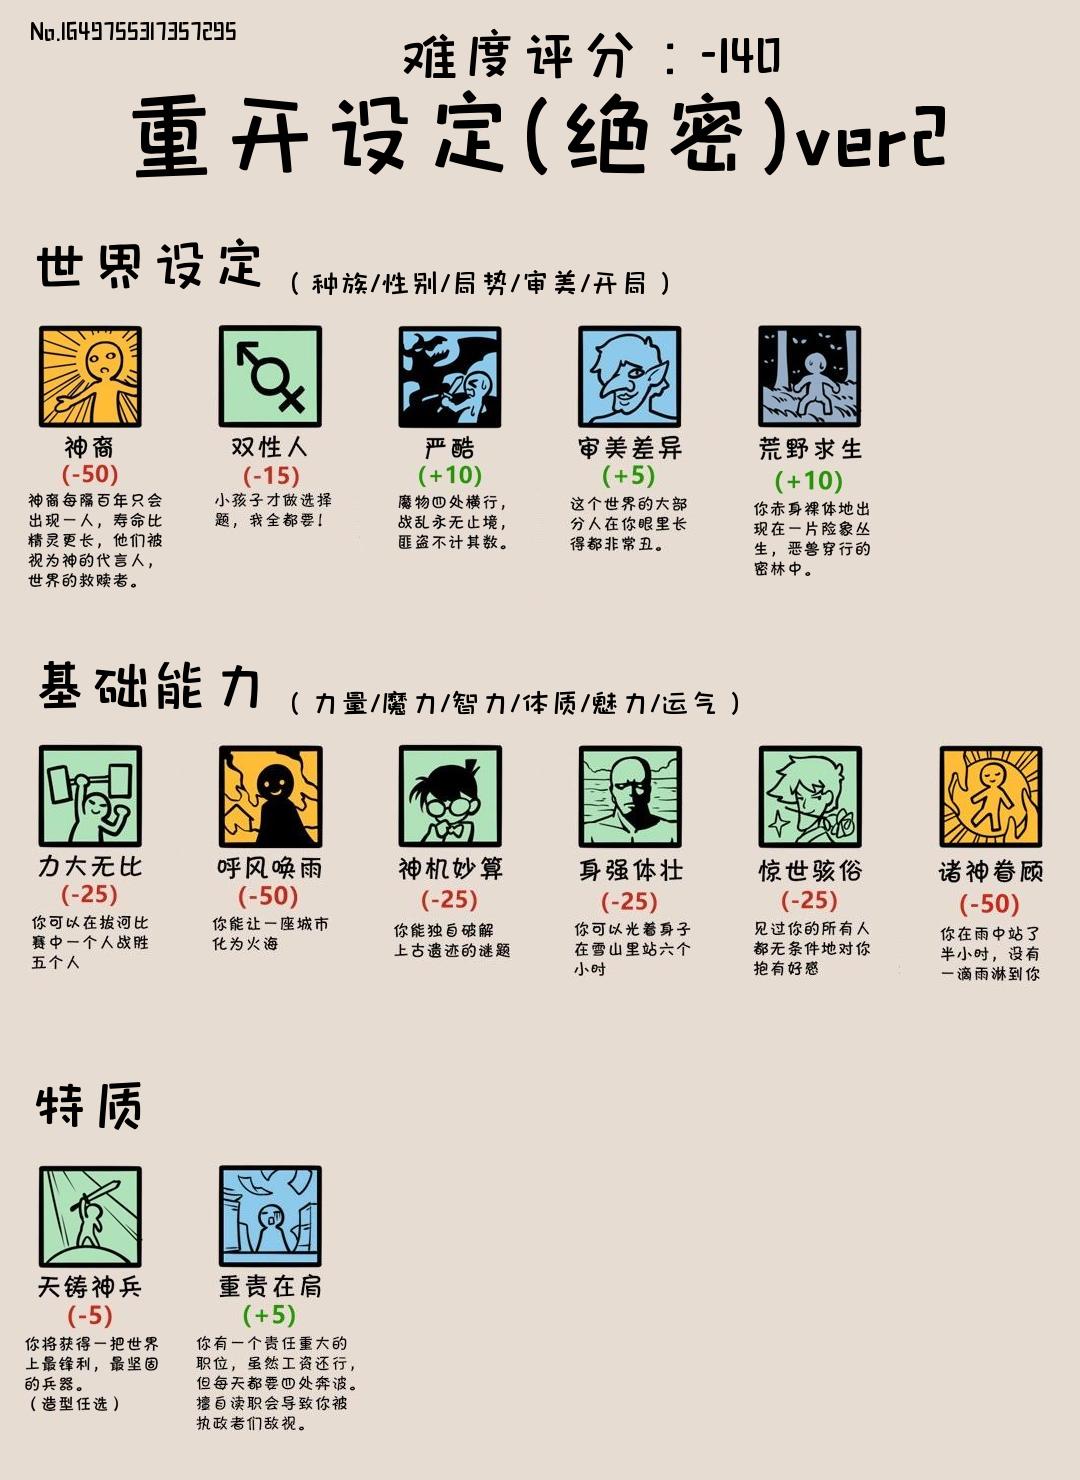 No.1649755317357295
难度评分：-140
重开设定(绝密)ver2
世界设定（种族/性别/局势/审美/开局）
神裔
(-50)
神裔每隔百年只会
出现一人，寿命比
精灵更长，他们被
视为神的代言人，
世界的救赎者。
双性人
(-15)
小孩子才做选择
题，我全都要！
严酷
(+10)
魔物四处横行，
战乱永无止境，
匪盗不计其数。
审美差异
(+5)
这个世界的大部
分人在你眼里长
得都非常丑。
荒野求生
(+10)
你赤身裸体地出
现在一片险象丛
生，恶兽穿行的
密林中。
基础能力（力量/魔力/智力/体质/魅力/运气）
力大无比
(-25)
你可以在拔河比
赛中一个人战胜
五个人
呼风唤雨
(-50)
你能让一座城市
化为火海
神机妙算
(-25)
你能独自破解
上古遗迹的谜题
身强体壮
(-25)
你可以光着身子
在雪山里站六个
小时
惊世骇俗
(-25)
见过你的所有人
都无条件地对你
抱有好感
诸神眷顾
(-50)
你在雨中站了
半小时，没有
一滴雨淋到你
特质
天铸神兵
(-5)
你将获得一把世界
上最锋利，最坚固
的兵器。
（造型任选）
重责在肩
(+5)
你有一个责任重大的
职位，虽然工资还行，
但每天都要四处奔波。
擅自渎职会导致你被
执政者们敌视。